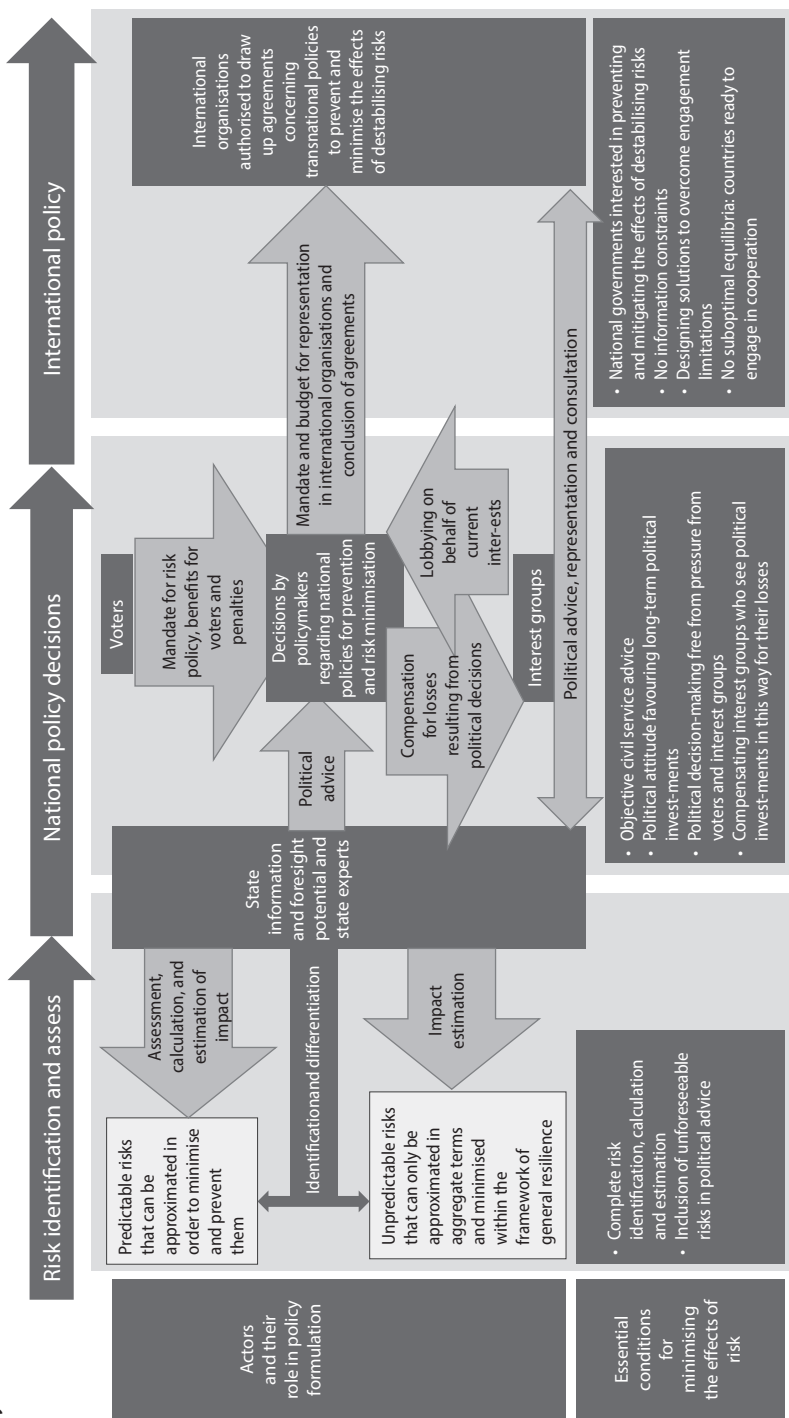 Risk identification and assess
National policy decisions
International policy
Actors
and their
role in policy
formulation
Predictable risks
that can be
approximated in
order to minimise
and prevent
them
Assessment,
calculation, and
estimation of
impact
Identificationand differentiation
Unpredictable risks
that can only be
approximated in
aggregate terms
and minimised
within the
framework of
general resilience
Impact
estimation
State
information
and foresight
potential and
state experts
Political
advice
Voters
Mandate for risk
policy, benefits for
voters and
penalties
Decisions by
policymakers
regarding national
policies for prevention
and risk minimisation
Compensation
for losses
resulting from
political decisions
Lobbying on
behalf of
current
inter-ests
Interest groups
Mandate and budget for representation
in international organisations and
conclusion of agreements
International
organisations
authorised to draw
up agreements
concerning
transnational policies
to prevent and
minimise the effects
of destabilising risks
Political advice, representation and consultation
Essential
conditions
for
minimising
the effects of
risk
• Complete risk
identification, calculation
and estimation
• Inclusion of unforeseeable
risks in political advice
• Objective civil service advice
• Political attitude favouring long-term political
invest-ments
• Political decision-making free from pressure from
voters and interest groups
• Compensating interest groups who see political
invest-ments in this way for their losses
• National governments interested in preventing
and mitigating the effects of destabilising risks
• No information constraints
• Designing solutions to overcome engagement
limitations
• No suboptimal equilibria: countries ready to
engage in cooperation